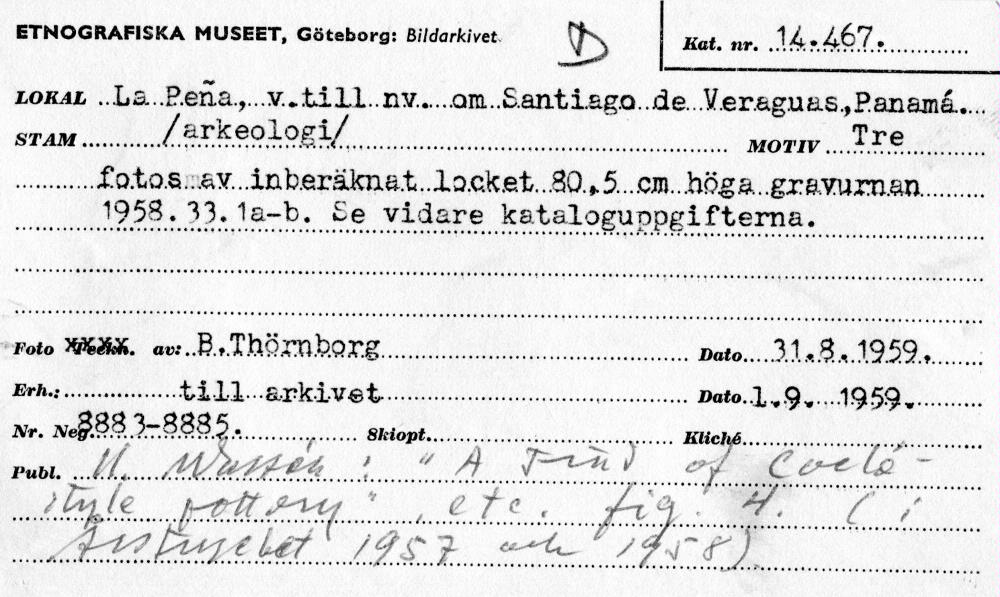 ETNOGRAFISKA MUSEET, Göteborg: Bildarkivet. D Kat. nr. 14.467.
LOKAL La Peña, v.till nv. om Santiago de Veraguas, Panamá.
STAM /arkeologi/ MOTIV Tre
fotos av inberäknat locket 80,5 cm höga gravurnan
1958.33.1a-b. Se vidare kataloguppgifterna.
Foto Teckn. av: B.Thörnborg Dato 31.8.1959.
Erh.: till arkivet Dato 1.9. 1959.
Nr. Neg. 8883-8885. Skiopt. Kliché
Publ. H. Wassén: "A Find of Coclé-
style pottery", etc. fig. 4. (i
Årstrycket 1957 och 1958)